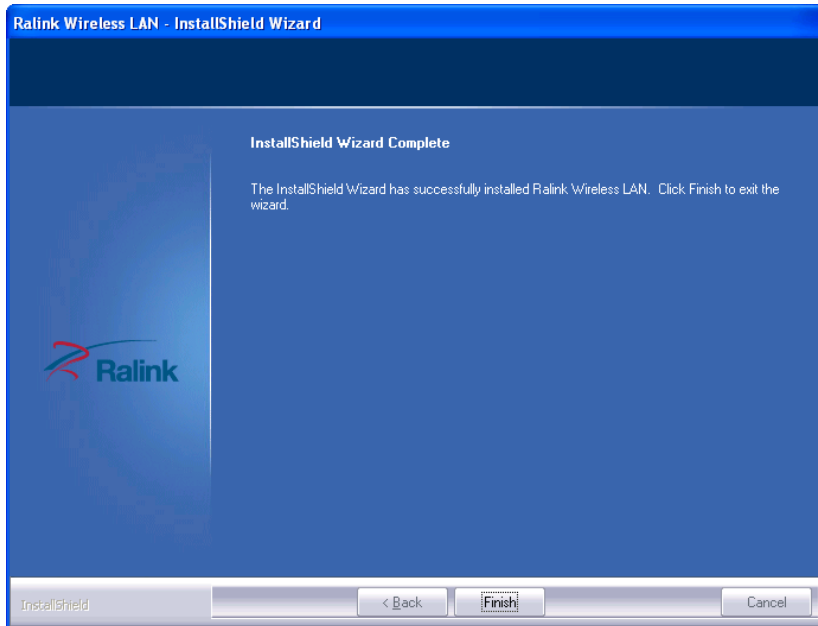 Ralink Wireless LAN - InstallShield Wizard
InstallShield Wizard Complete
The InstallShield Wizard has successfully installed Ralink Wireless LAN. Click Finish to exit the
wizard.
Ralink
InstallShield
< Back
Finish
Cancel